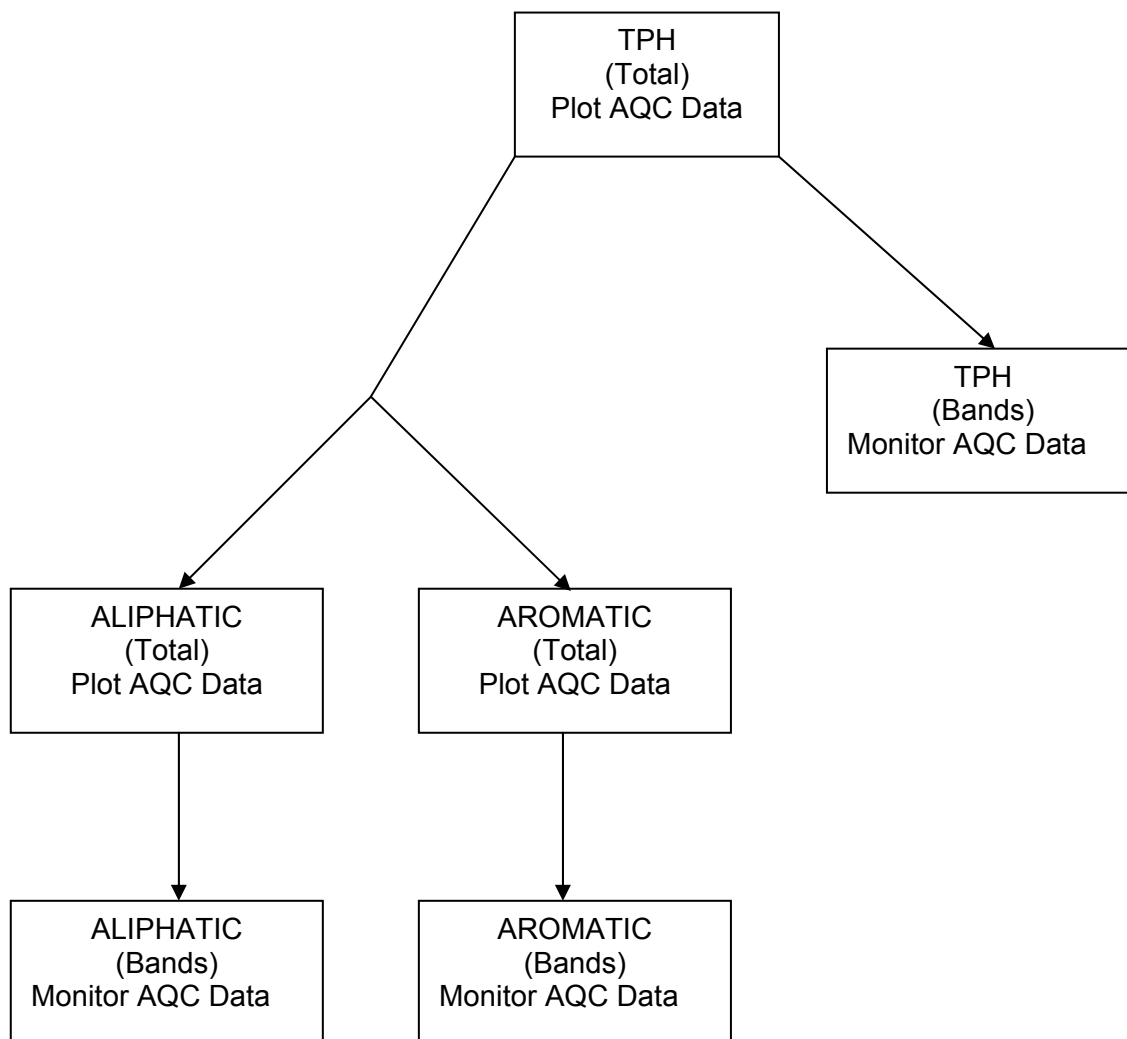 TPH
(Total)
Plot AQC Data
TPH
(Bands)
Monitor AQC Data
ALIPHATIC
(Total)
Plot AQC Data
AROMATIC
(Total)
Plot AQC Data
ALIPHATIC
(Bands)
Monitor AQC Data
AROMATIC
(Bands)
Monitor AQC Data